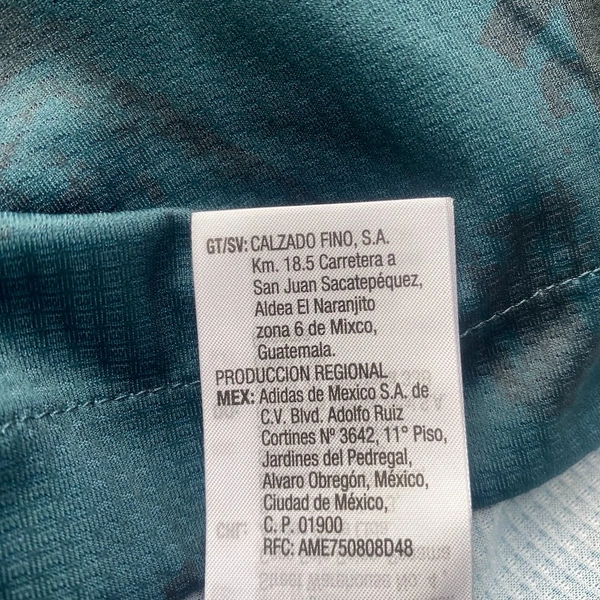 GT/SV: CALZADO FINO, S.A.
Km. 18.5 Carretera a
San Juan Sacatepéquez,
Aldea El Naranjito
zona 6 de Mixco,
Guatemala.
PRODUCCION REGIONAL
MEX: Adidas de Mexico S.A. de
C.V. Blvd. Adolfo Ruiz
Cortines Nº 3642, 11° Piso,
Jardines del Pedregal,
Alvaro Obregón, México,
Ciudad de México,
C. P. 01900
RFC: AME750808D48